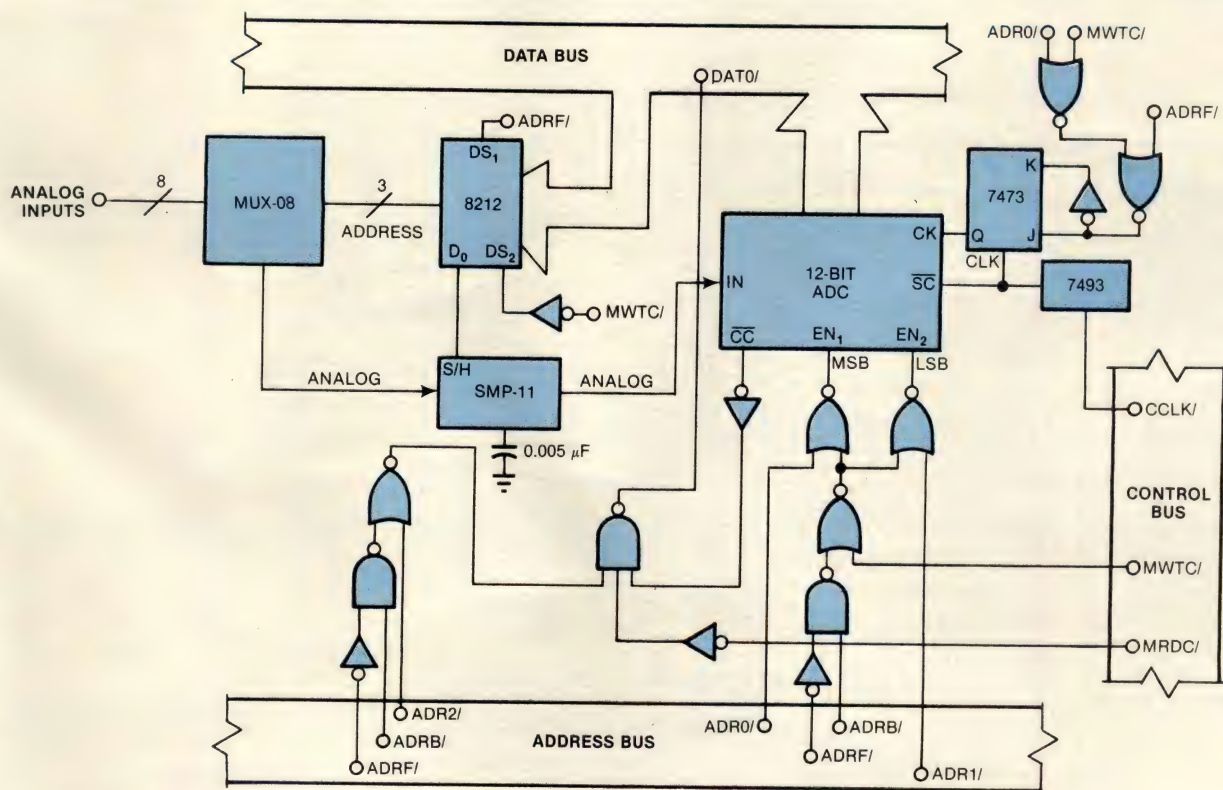 DATA BUS
DAT0/
ADR0/
MWTC/
ADRF/
ADRF/
ANALOG
INPUTS
8
MUX-08
3
ADDRESS
DS1
8212
D0
DS2
MWTC/
7473
K
Q
J
CLK
CK
12-BIT
ADC
IN
SC
CC
EN1
EN2
MSB
LSB
7493
ANALOG
S/H
SMP-11
ANALOG
0.005 μF
CCLK/
CONTROL
BUS
MWTC/
MRDC/
ADR2/
ADRB/
ADRF/
ADDRESS BUS
ADR0/
ADRB/
ADRF/
ADR1/